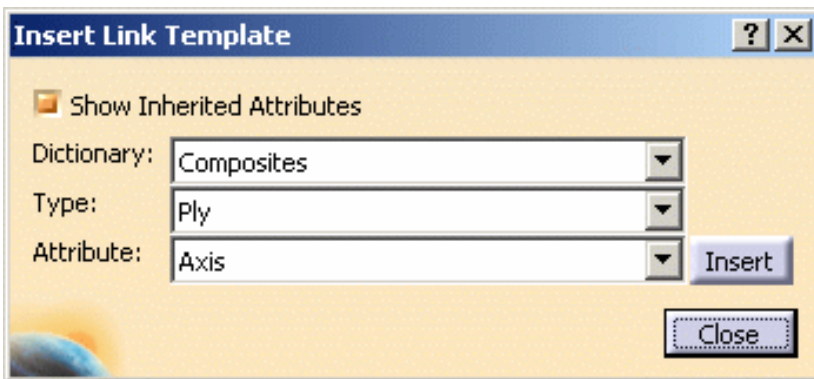 Insert Link Template
Show Inherited Attributes
Dictionary: Composites
Type: Ply
Attribute: Axis Insert
Close